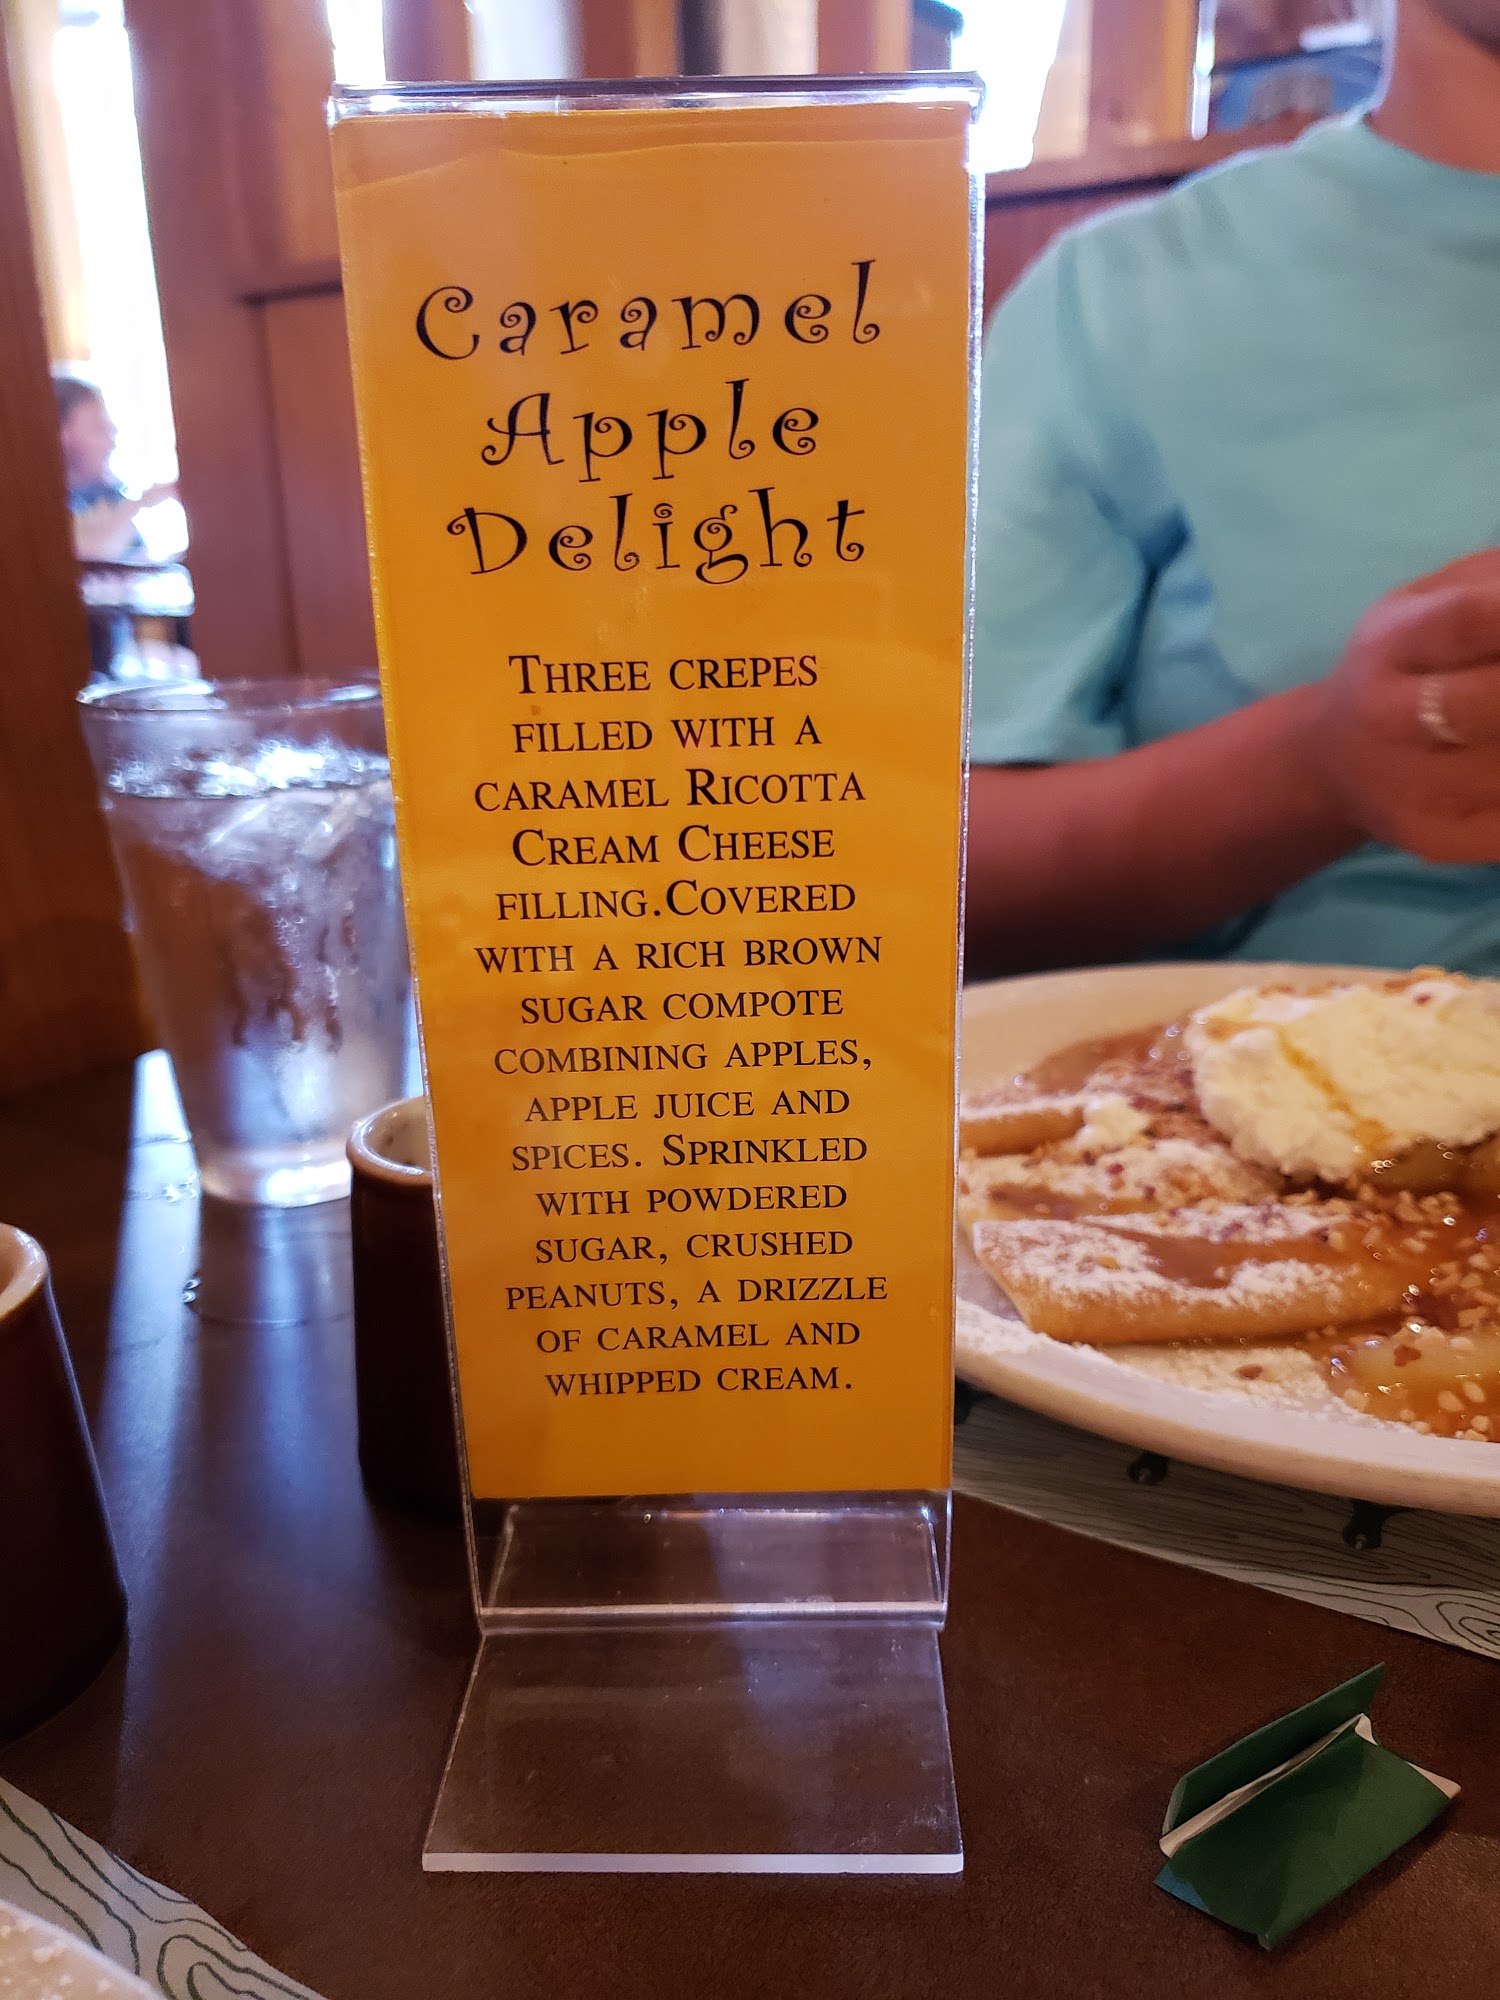 Caramel
Apple
Delight
Three crepes
filled with a
caramel Ricotta
Cream Cheese
filling.Covered
with a rich brown
sugar compote
combining apples,
apple juice and
spices. Sprinkled
with powdered
sugar, crushed
peanuts, a drizzle
of caramel and
whipped cream.